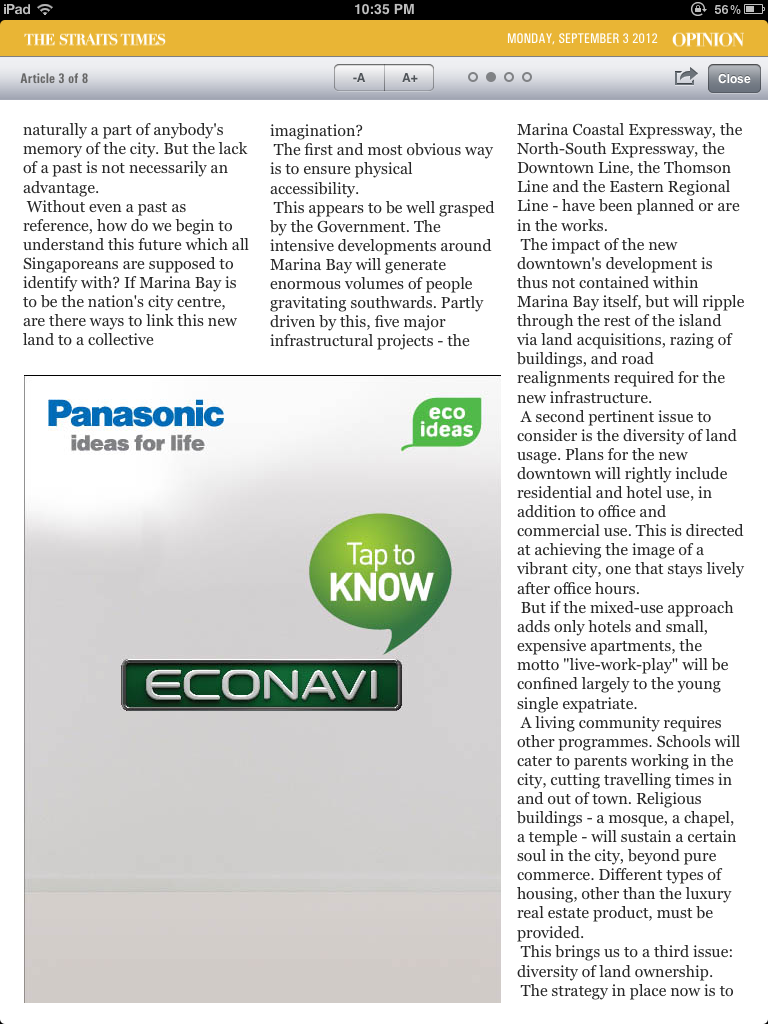 iPad 10:35 PM 56%
THE STRAITS TIMES MONDAY, SEPTEMBER 3 2012 OPINION
Article 3 of 8 -A A+ Close
naturally a part of anybody's
memory of the city. But the lack
of a past is not necessarily an
advantage.
Without even a past as
reference, how do we begin to
understand this future which all
Singaporeans are supposed to
identify with? If Marina Bay is
to be the nation's city centre,
are there ways to link this new
land to a collective
imagination?
The first and most obvious way
is to ensure physical
accessibility.
This appears to be well grasped
by the Government. The
intensive developments around
Marina Bay will generate
enormous volumes of people
gravitating southwards. Partly
driven by this, five major
infrastructural projects - the
Marina Coastal Expressway, the
North-South Expressway, the
Downtown Line, the Thomson
Line and the Eastern Regional
Line - have been planned or are
in the works.
The impact of the new
downtown's development is
thus not contained within
Marina Bay itself, but will ripple
through the rest of the island
via land acquisitions, razing of
buildings, and road
realignments required for the
new infrastructure.
A second pertinent issue to
consider is the diversity of land
usage. Plans for the new
downtown will rightly include
residential and hotel use, in
addition to office and
commercial use. This is directed
at achieving the image of a
vibrant city, one that stays lively
after office hours.
But if the mixed-use approach
adds only hotels and small,
expensive apartments, the
motto "live-work-play" will be
confined largely to the young
single expatriate.
A living community requires
other programmes. Schools will
cater to parents working in the
city, cutting travelling times in
and out of town. Religious
buildings - a mosque, a chapel,
a temple - will sustain a certain
soul in the city, beyond pure
commerce. Different types of
housing, other than the luxury
real estate product, must be
provided.
This brings us to a third issue:
diversity of land ownership.
The strategy in place now is to
Panasonic
ideas for life
eco
ideas
Tap to
KNOW
ECONAVI